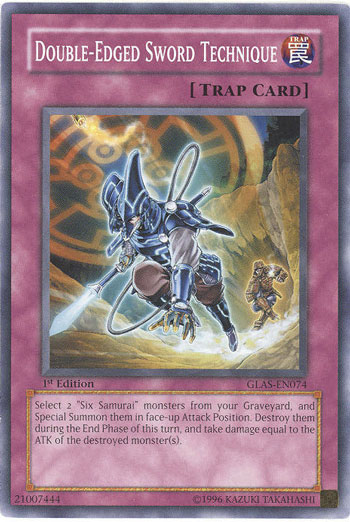 DOUBLE-EDGED SWORD TECHNIQUE
TRAP
罠
[TRAP CARD]
1st Edition
GLAS-EN074
Select 2 "Six Samurai" monsters from your Graveyard, and
Special Summon them in face-up Attack Position. Destroy them
during the End Phase of this turn, and take damage equal to the
ATK of the destroyed monster(s).
21007444
©1996 KAZUKI TAKAHASHI